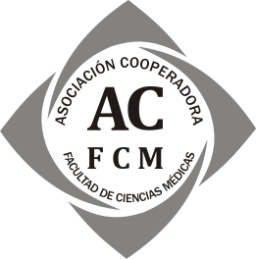 ASOCIACIÓN COOPERADORA
AC
FCM
FACULTAD DE CIENCIAS MÉDICAS